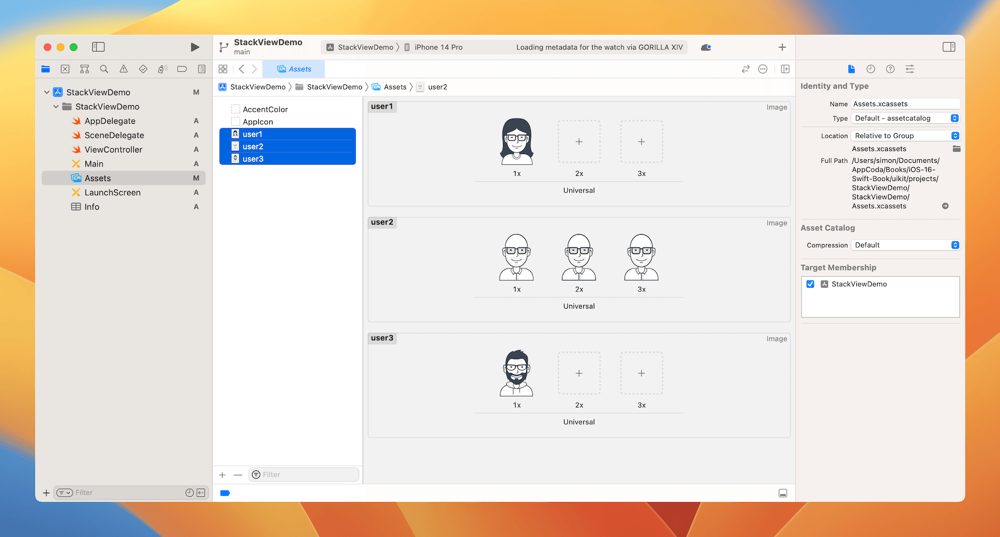 StackViewDemo
main
StackViewDemo
iPhone 14 Pro
Loading metadata for the watch via GORILLA XIV
Assets
StackViewDemo
StackViewDemo
Assets
user2
StackViewDemo M
StackViewDemo
AppDelegate A
SceneDelegate A
ViewController A
Main A
Assets M
LaunchScreen A
Info A
Filter
AccentColor
AppIcon
user1
user2
user3
Filter
user1 Image
1x 2x 3x
Universal
user2 Image
1x 2x 3x
Universal
user3 Image
1x 2x 3x
Universal
Identity and Type
Name Assets.xcassets
Type Default - assetcatalog
Location Relative to Group
Assets.xcassets
Full Path /Users/simon/Documents/
AppCoda/Books/iOS-16-
Swift-Book/uikit/projects/
StackViewDemo/
StackViewDemo/
Assets.xcassets
Asset Catalog
Compression Default
Target Membership
StackViewDemo